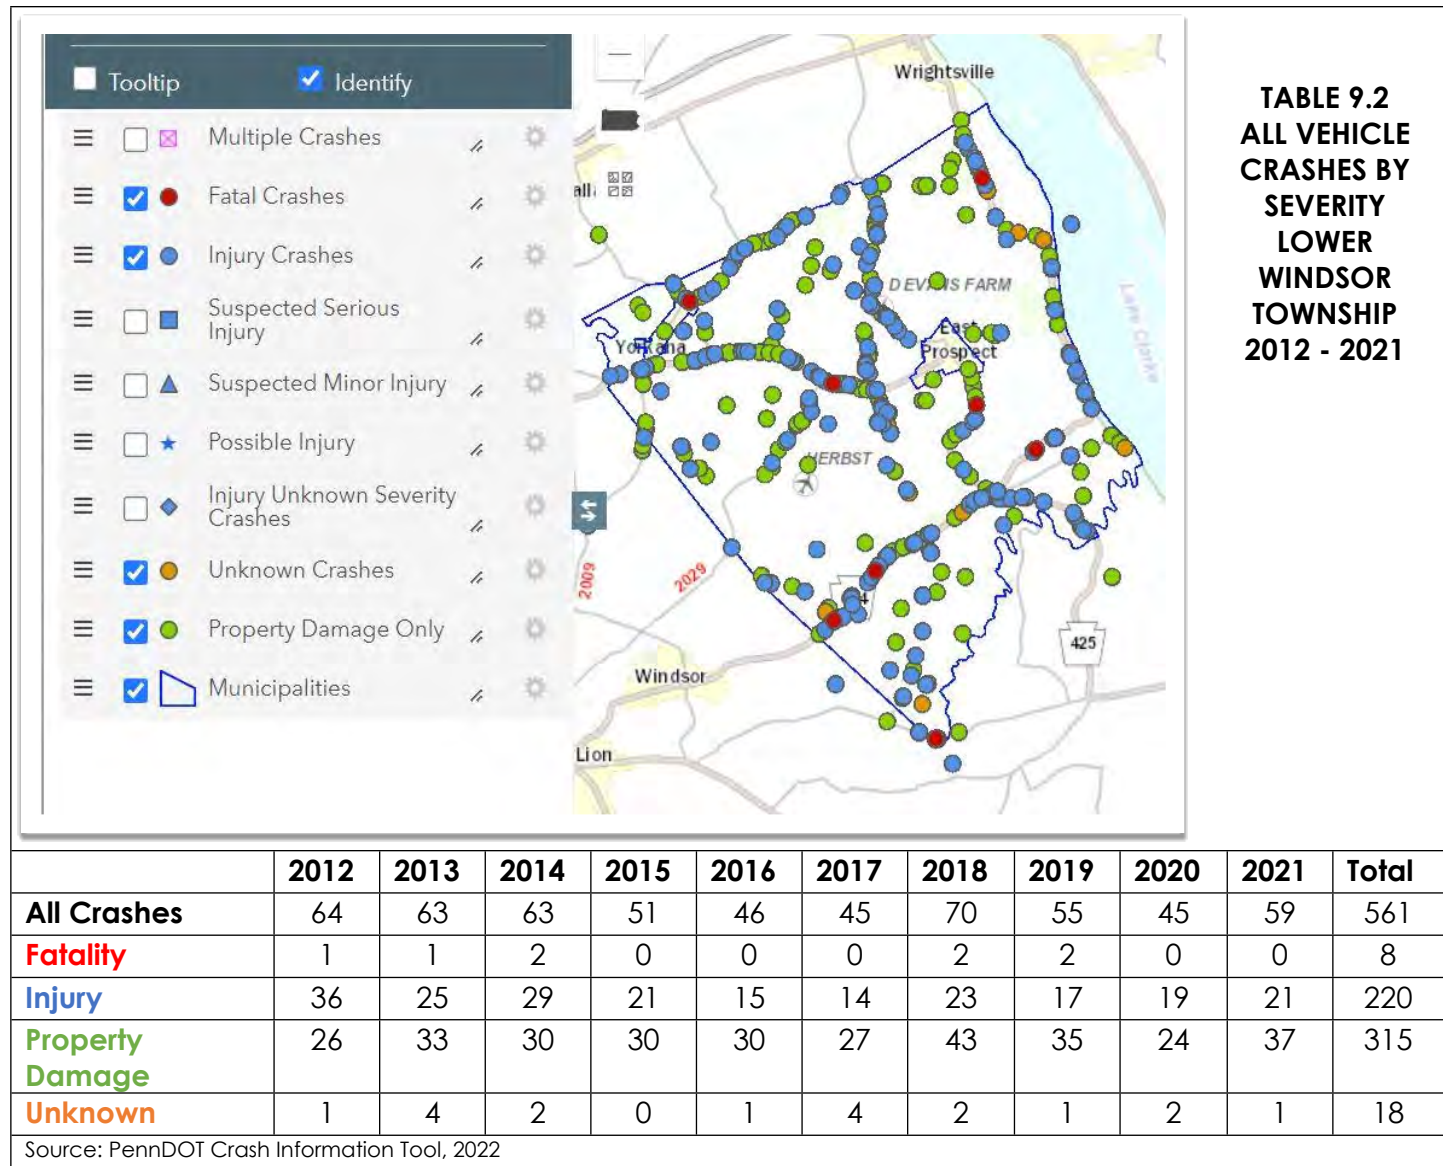 Tooltip Identify
Multiple Crashes
Fatal Crashes
Injury Crashes
Suspected Serious
Injury
Suspected Minor Injury
Possible Injury
Injury Unknown Severity
Crashes
Unknown Crashes
Property Damage Only
Municipalities
Wrightsville
D EVANS FARM
East
Prospect
Yorkana
HERBST
Lake Clarke
2009
2029
425
Windsor
Lion
TABLE 9.2
ALL VEHICLE
CRASHES BY
SEVERITY
LOWER
WINDSOR
TOWNSHIP
2012 - 2021
2012 2013 2014 2015 2016 2017 2018 2019 2020 2021 Total
All Crashes 64 63 63 51 46 45 70 55 45 59 561
Fatality 1 1 2 0 0 0 2 2 0 0 8
Injury 36 25 29 21 15 14 23 17 19 21 220
Property 26 33 30 30 30 27 43 35 24 37 315
Damage
Unknown 1 4 2 0 1 4 2 1 2 1 18
Source: PennDOT Crash Information Tool, 2022